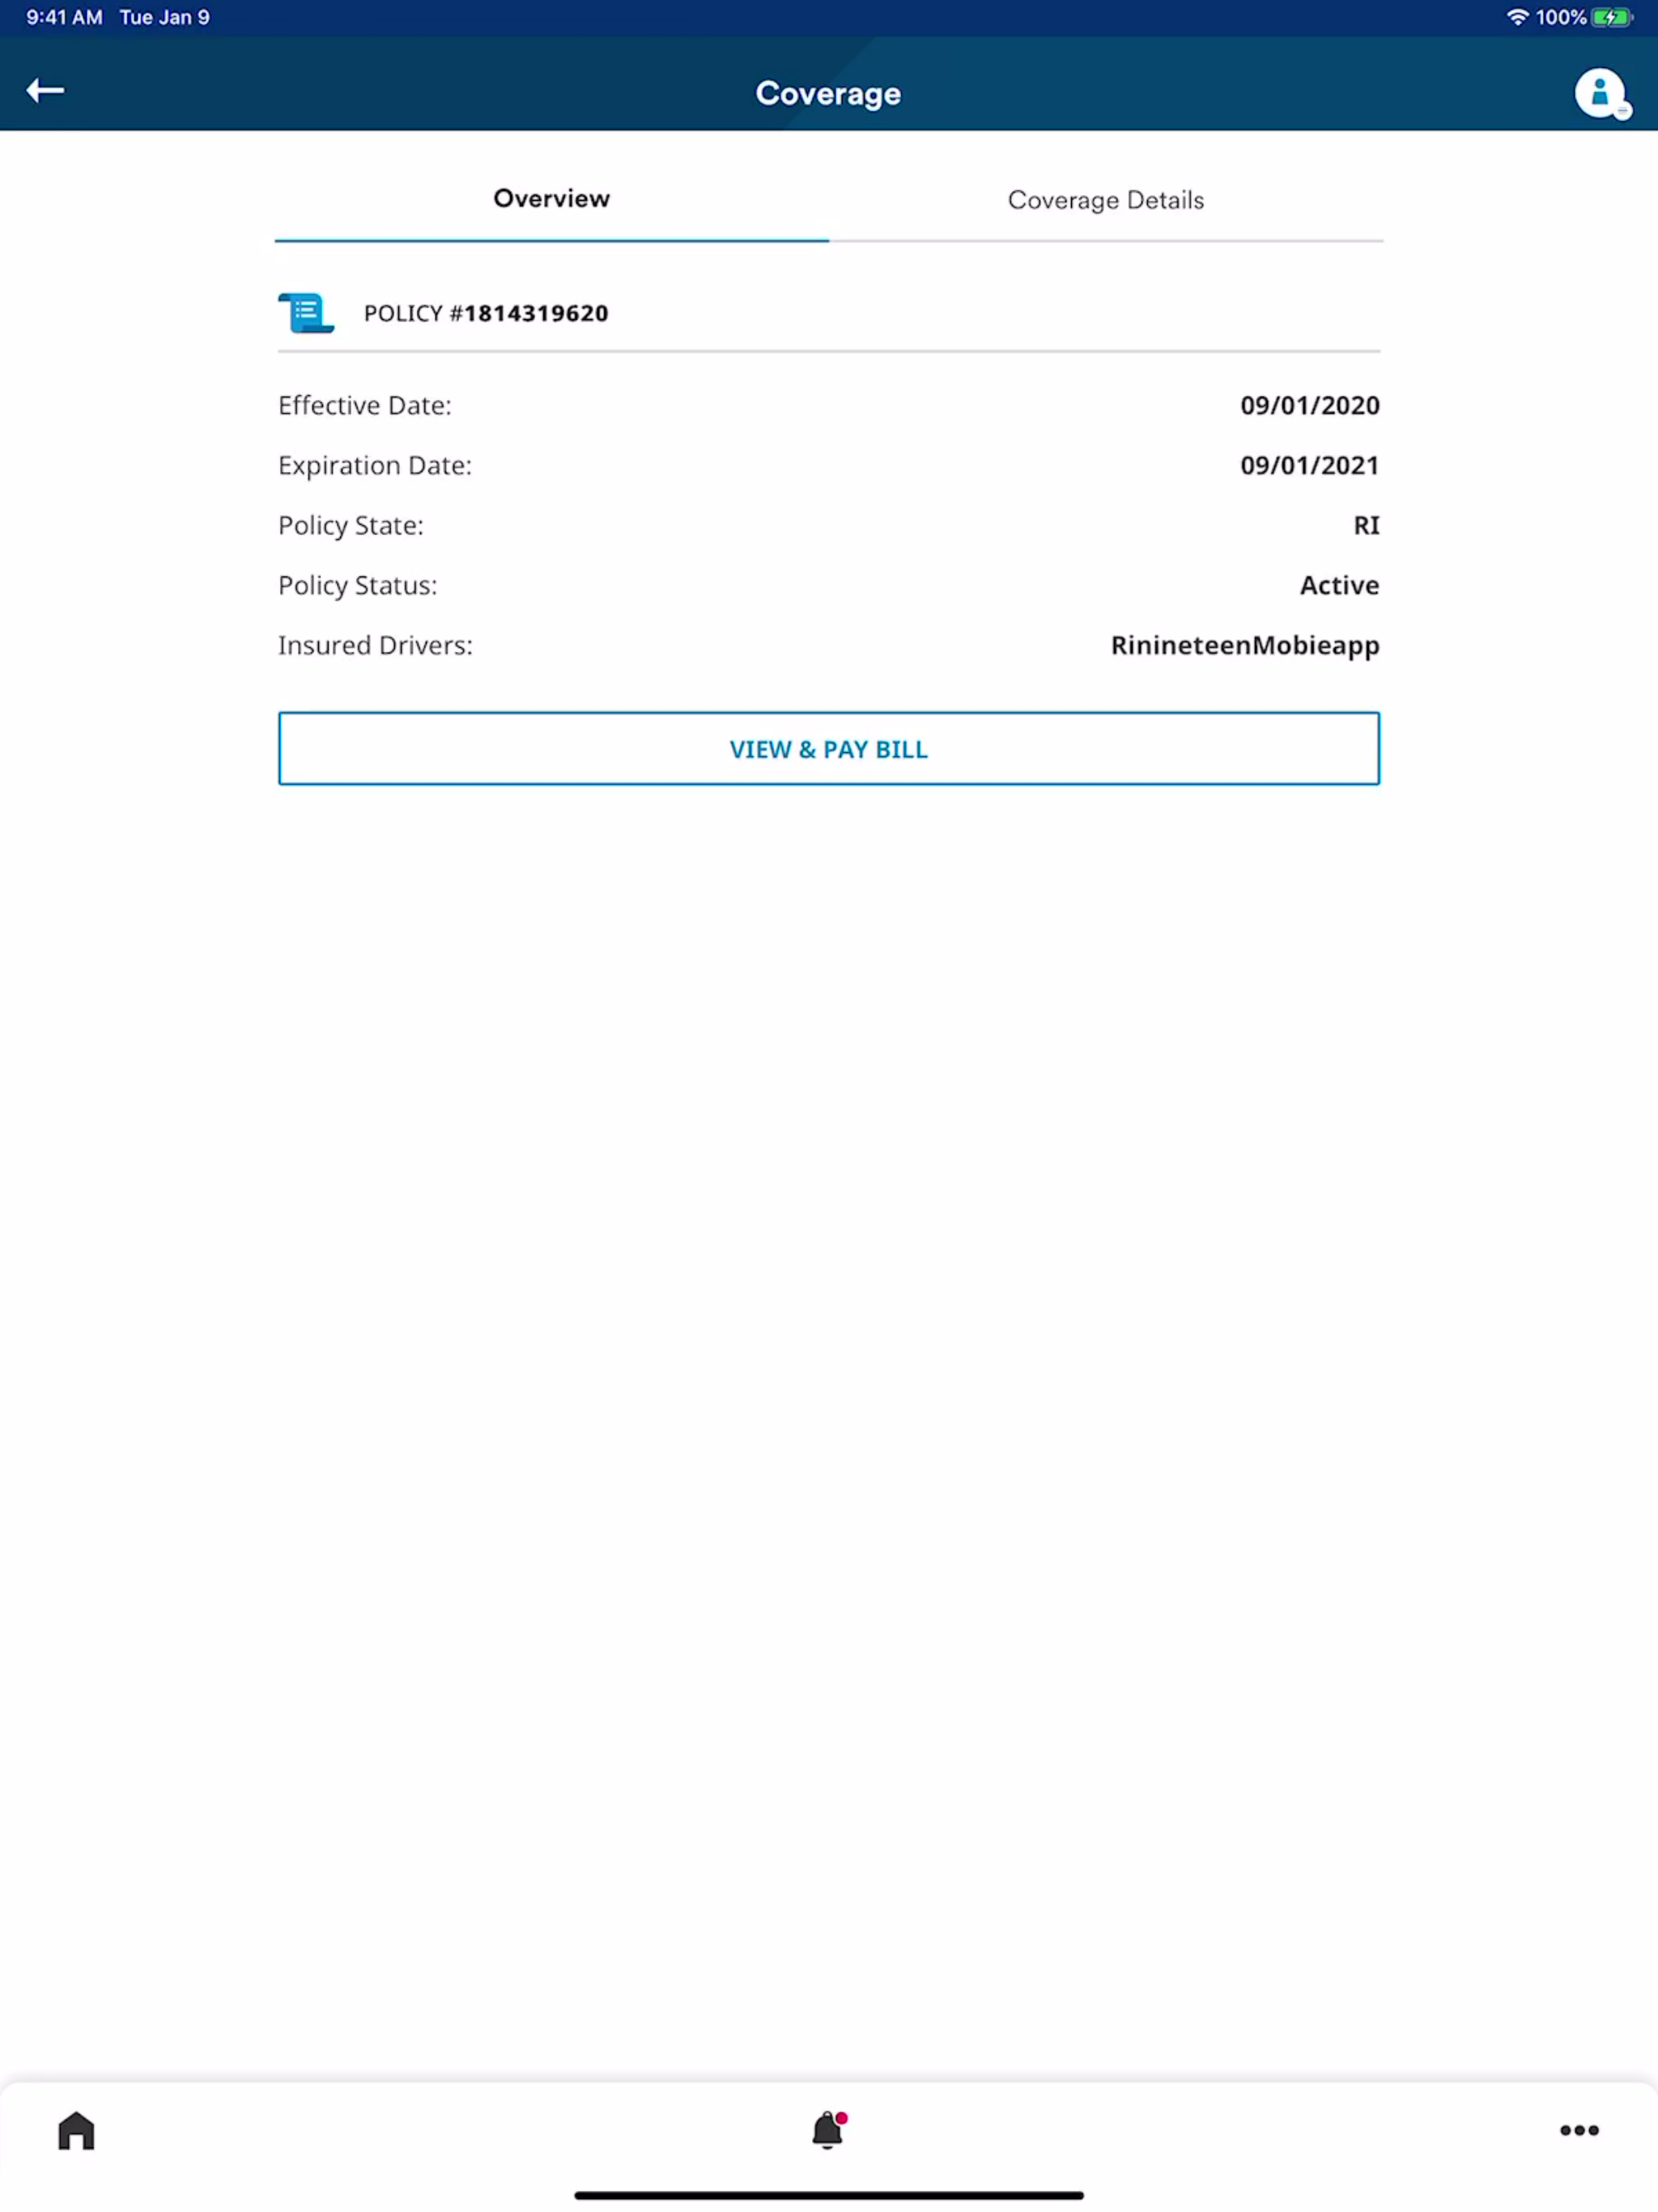 9:41 AM Tue Jan 9 100%
Coverage
Overview Coverage Details
POLICY #1814319620
Effective Date: 09/01/2020
Expiration Date: 09/01/2021
Policy State: RI
Policy Status: Active
Insured Drivers: RinineteenMobieapp
VIEW & PAY BILL